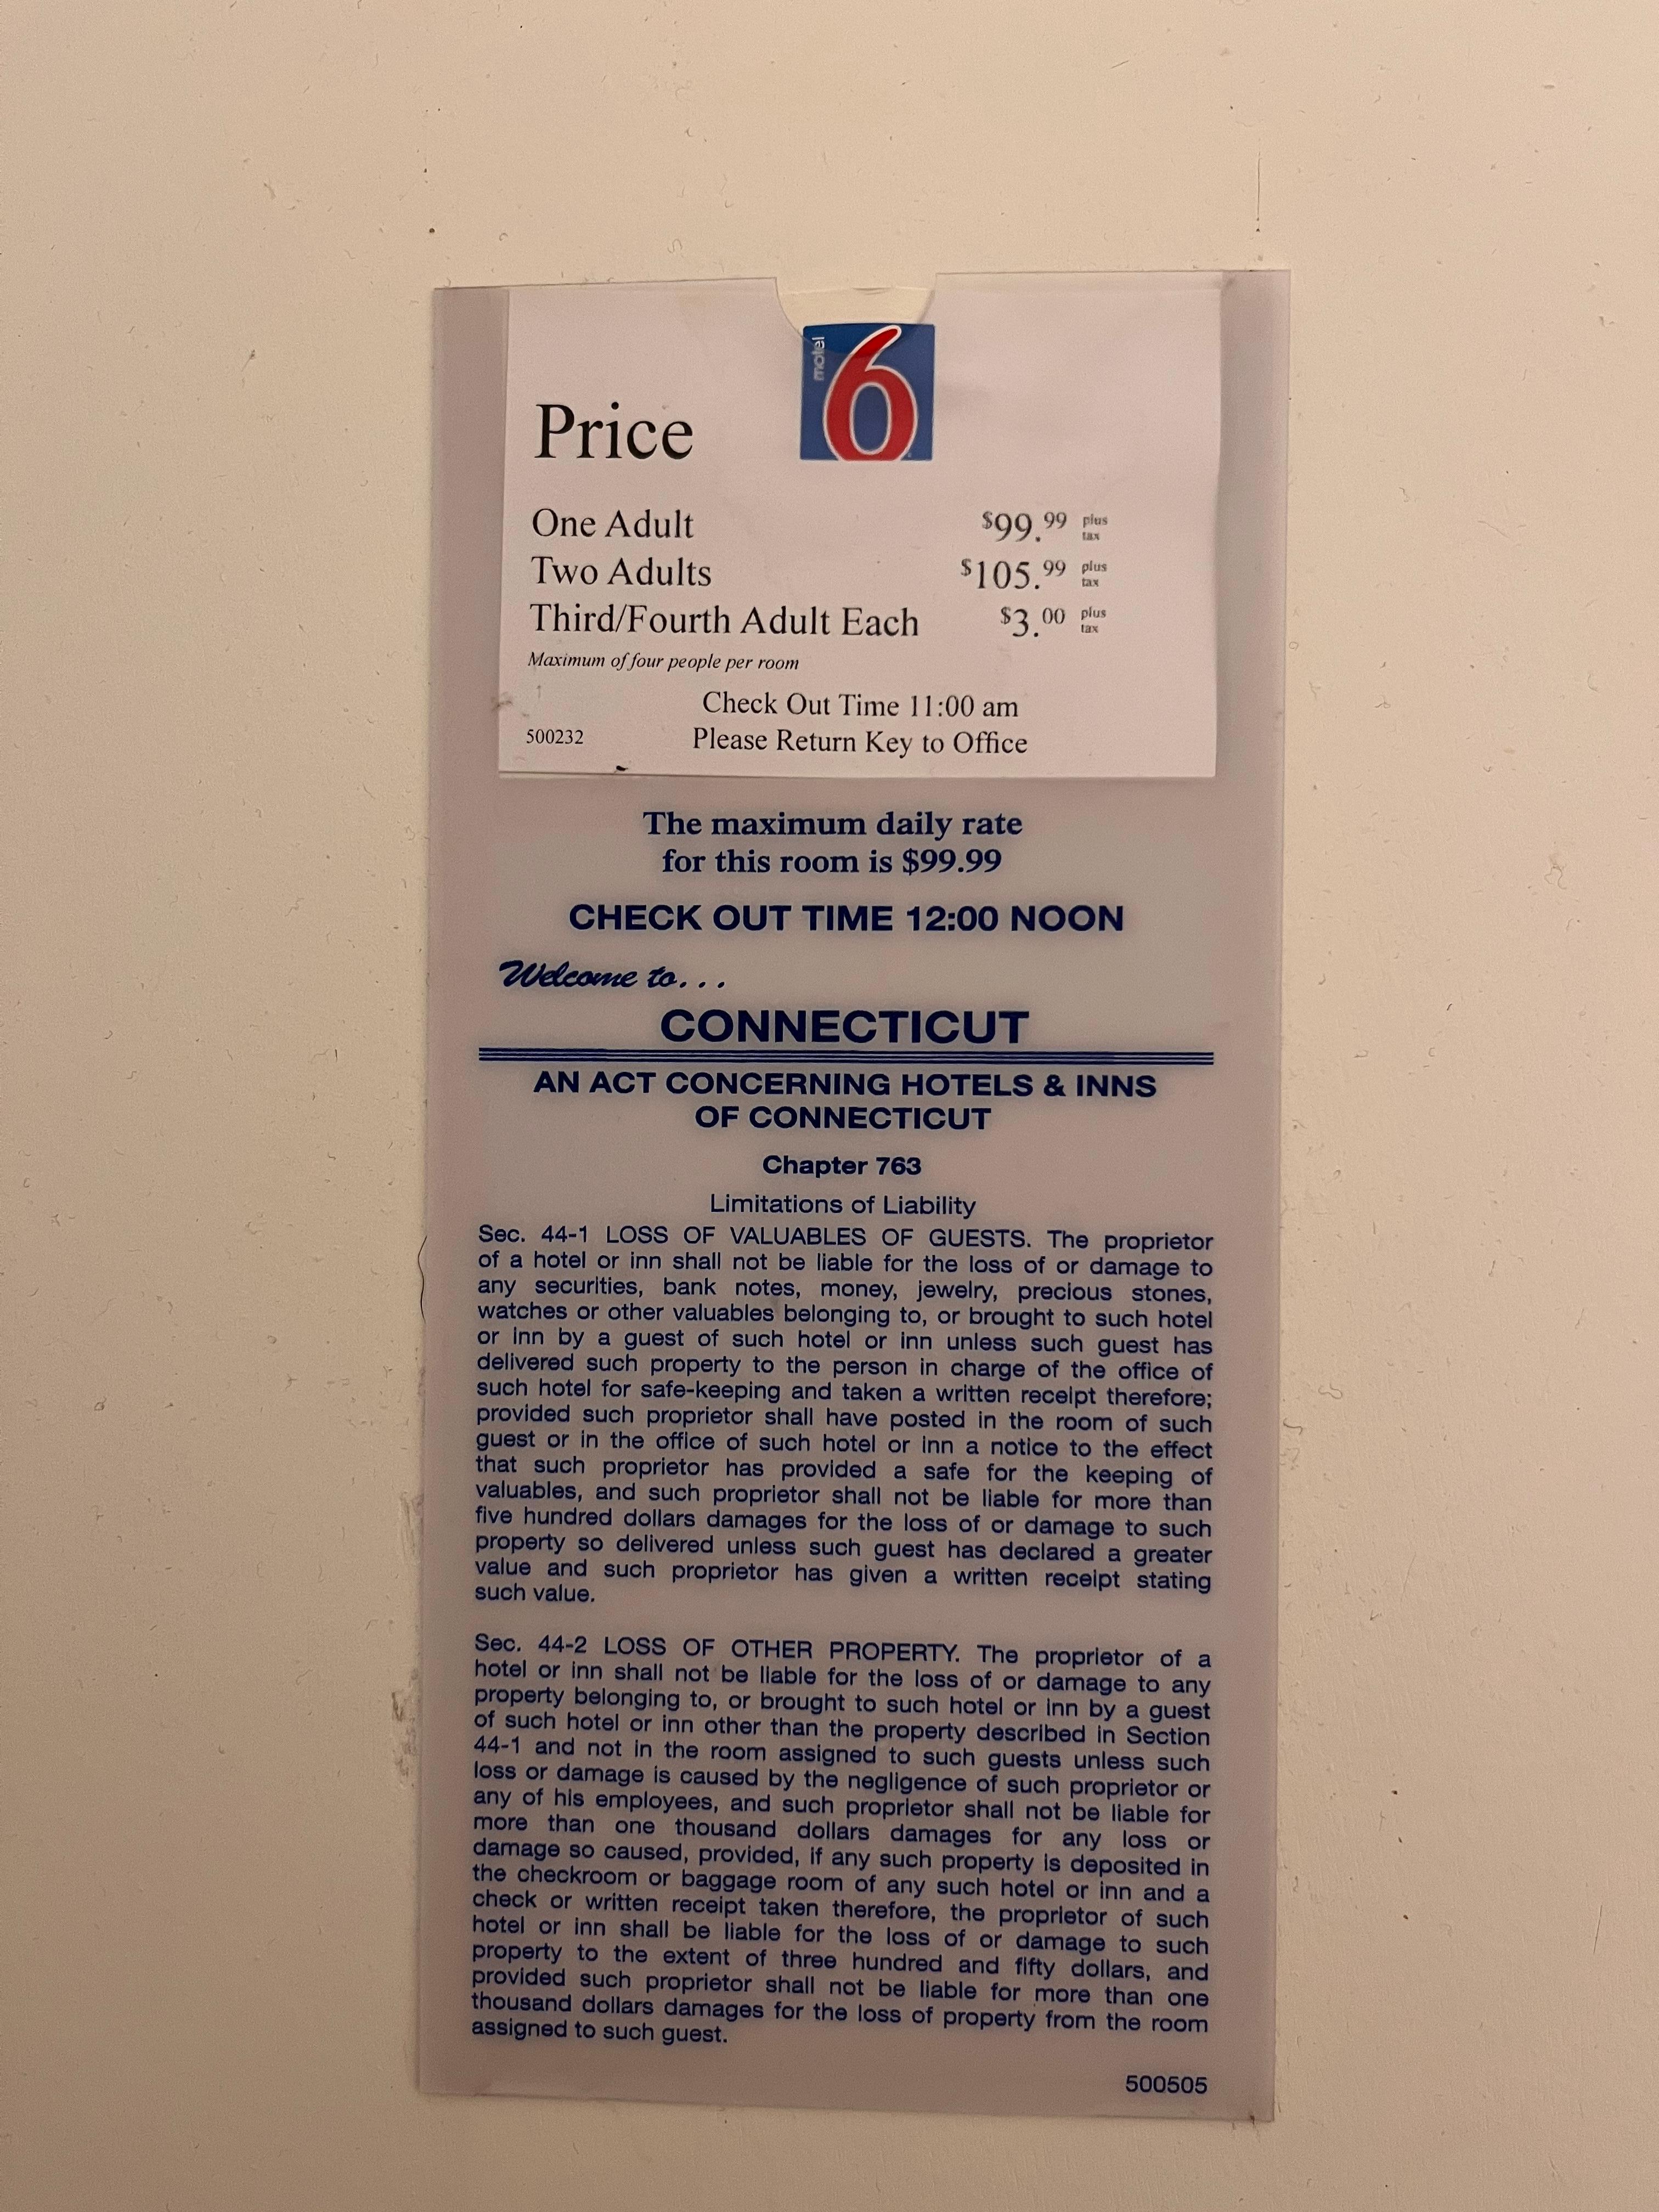 motel
6
Price
One Adult $99.99 plus tax
Two Adults $105.99 plus tax
Third/Fourth Adult Each $3.00 plus tax
Maximum of four people per room
Check Out Time 11:00 am
500232 Please Return Key to Office
The maximum daily rate
for this room is $99.99
CHECK OUT TIME 12:00 NOON
Welcome to...
CONNECTICUT
AN ACT CONCERNING HOTELS & INNS
OF CONNECTICUT
Chapter 763
Limitations of Liability
Sec. 44-1 LOSS OF VALUABLES OF GUESTS. The proprietor
of a hotel or inn shall not be liable for the loss of or damage to
any securities, bank notes, money, jewelry, precious stones,
watches or other valuables belonging to, or brought to such hotel
or inn by a guest of such hotel or inn unless such guest has
delivered such property to the person in charge of the office of
such hotel for safe-keeping and taken a written receipt therefore;
provided such proprietor shall have posted in the room of such
guest or in the office of such hotel or inn a notice to the effect
that such proprietor has provided a safe for the keeping of
valuables, and such proprietor shall not be liable for more than
five hundred dollars damages for the loss of or damage to such
property so delivered unless such guest has declared a greater
value and such proprietor has given a written receipt stating
such value.
Sec. 44-2 LOSS OF OTHER PROPERTY. The proprietor of a
hotel or inn shall not be liable for the loss of or damage to any
property belonging to, or brought to such hotel or inn by a guest
of such hotel or inn other than the property described in Section
44-1 and not in the room assigned to such guests unless such
loss or damage is caused by the negligence of such proprietor or
any of his employees, and such proprietor shall not be liable for
more than one thousand dollars damages for any loss or
damage so caused, provided, if any such property is deposited in
the checkroom or baggage room of any such hotel or inn and a
check or written receipt taken therefore, the proprietor of such
hotel or inn shall be liable for the loss of or damage to such
property to the extent of three hundred and fifty dollars, and
provided such proprietor shall not be liable for more than one
thousand dollars damages for the loss of property from the room
assigned to such guest.
500505